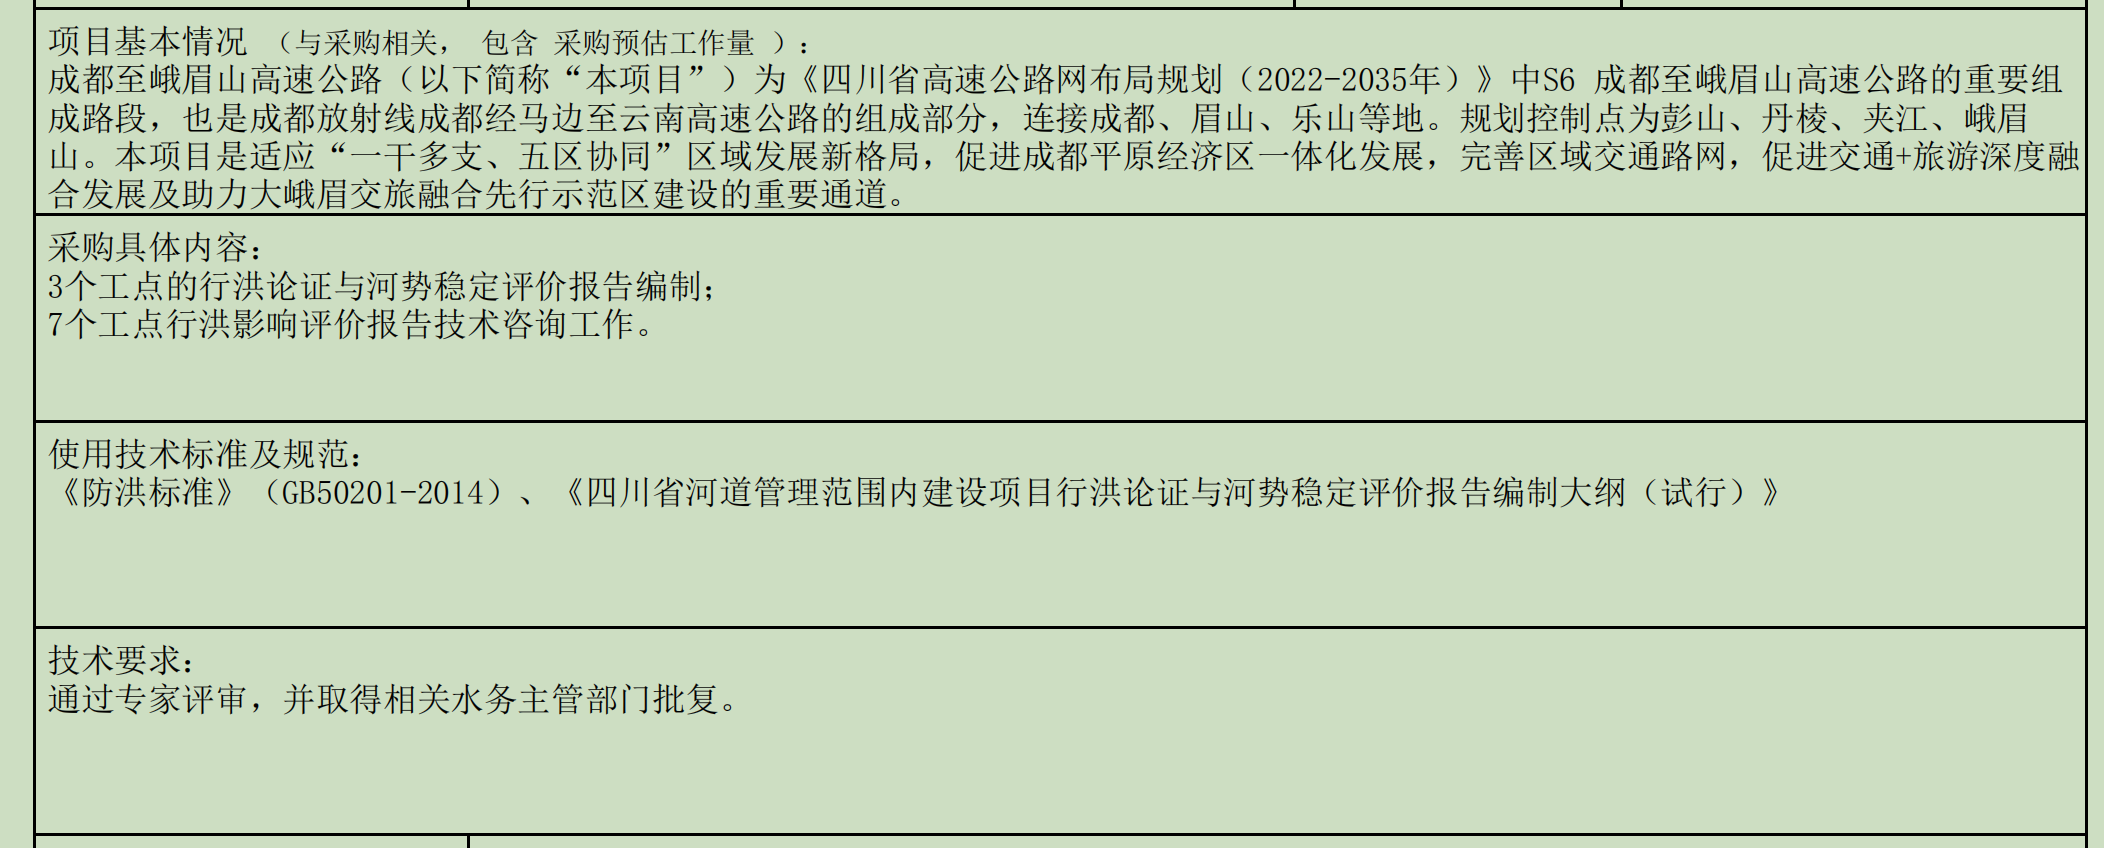 项目基本情况 （与采购相关， 包含 采购预估工作量 ）：
成都至峨眉山高速公路（以下简称“本项目”）为《四川省高速公路网布局规划（2022-2035年）》中S6 成都至峨眉山高速公路的重要组
成路段，也是成都放射线成都经马边至云南高速公路的组成部分，连接成都、眉山、乐山等地。规划控制点为彭山、丹棱、夹江、峨眉
山。本项目是适应“一干多支、五区协同”区域发展新格局，促进成都平原经济区一体化发展，完善区域交通路网，促进交通+旅游深度融
合发展及助力大峨眉交旅融合先行示范区建设的重要通道。
采购具体内容：
3个工点的行洪论证与河势稳定评价报告编制；
7个工点行洪影响评价报告技术咨询工作。
使用技术标准及规范：
《防洪标准》（GB50201-2014）、《四川省河道管理范围内建设项目行洪论证与河势稳定评价报告编制大纲（试行）》
技术要求：
通过专家评审，并取得相关水务主管部门批复。